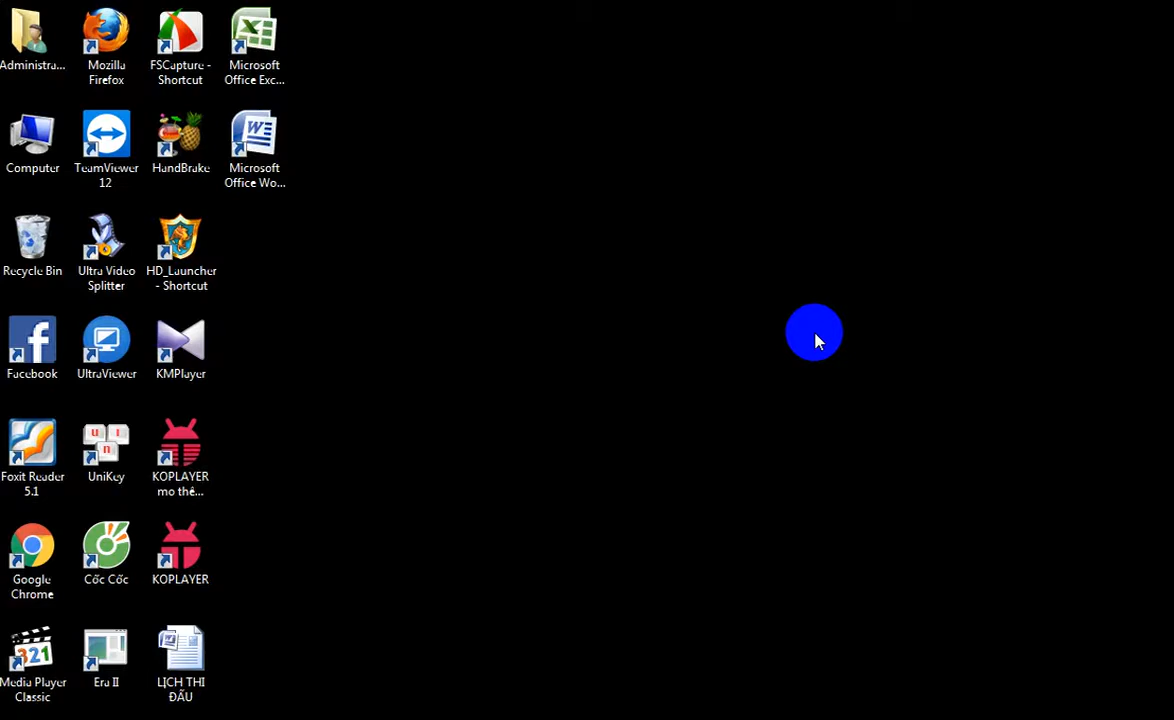 Administra...
Mozilla
Firefox
FSCapture -
Shortcut
Microsoft
Office Exc...
Computer
TeamViewer
12
HandBrake
Microsoft
Office Wo...
Recycle Bin
Ultra Video
Splitter
HD_Launcher
- Shortcut
Facebook
UltraViewer
KMPlayer
Foxit Reader
5.1
UniKey
KOPLAYER
mo thê...
Google
Chrome
Cốc Cốc
KOPLAYER
321
Media Player
Classic
Era II
LỊCH THI
ĐẤU